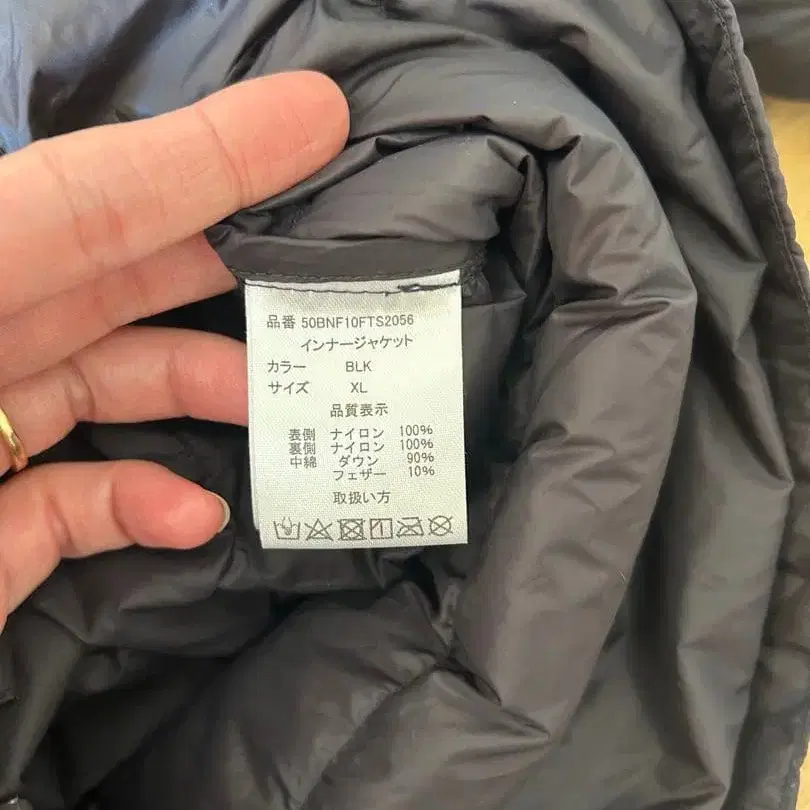 品番 50BNF10FTS2056
インナージャケット
カラー BLK
サイズ XL
品質表示
表側 ナイロン 100%
裏側 ナイロン 100%
中綿 ダウン 90%
フェザー 10%
取扱い方